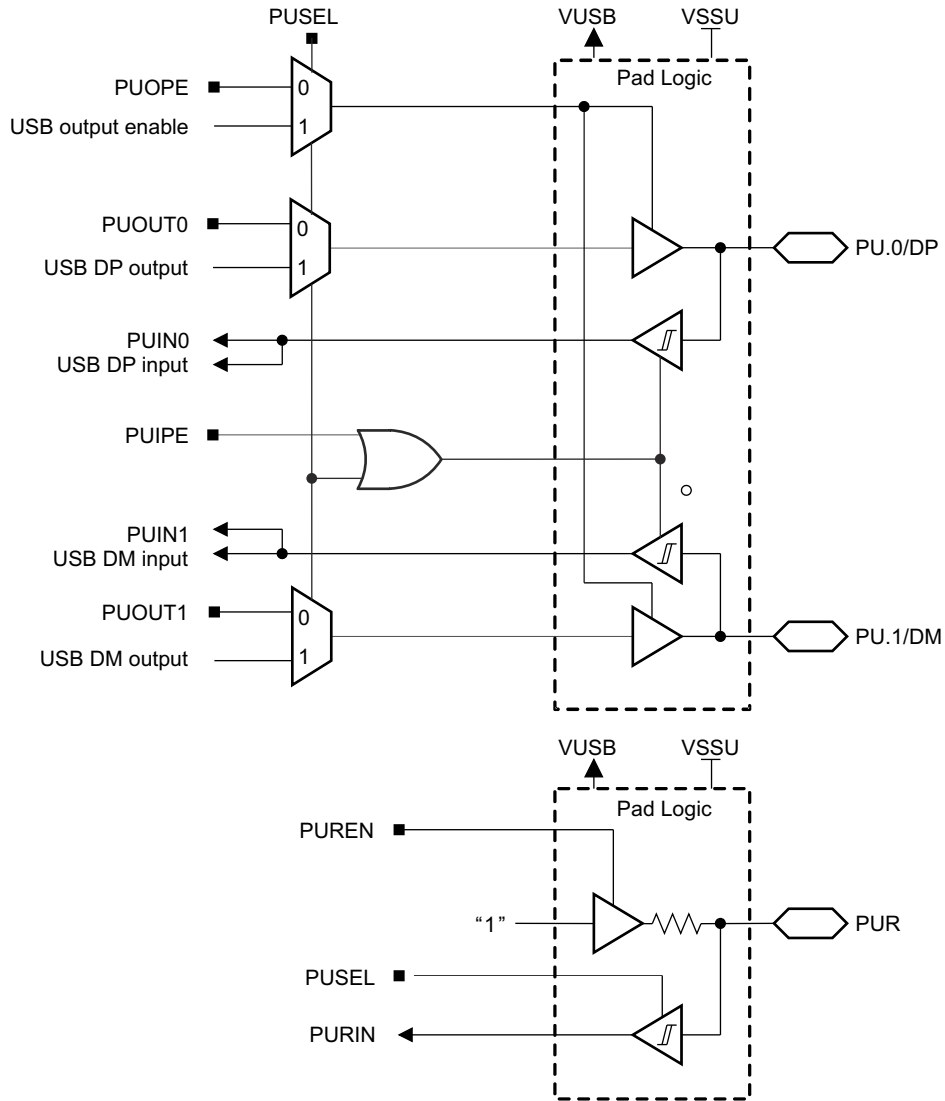 PUSEL
VUSB
VSSU
Pad Logic
PUOPE
0
USB output enable
1
PUOUT0
0
USB DP output
1
PU.0/DP
PUIN0
USB DP input
PUIPE
PUIN1
USB DM input
PUOUT1
0
USB DM output
1
PU.1/DM
VUSB
VSSU
Pad Logic
PUREN
“1”
PUR
PUSEL
PURIN